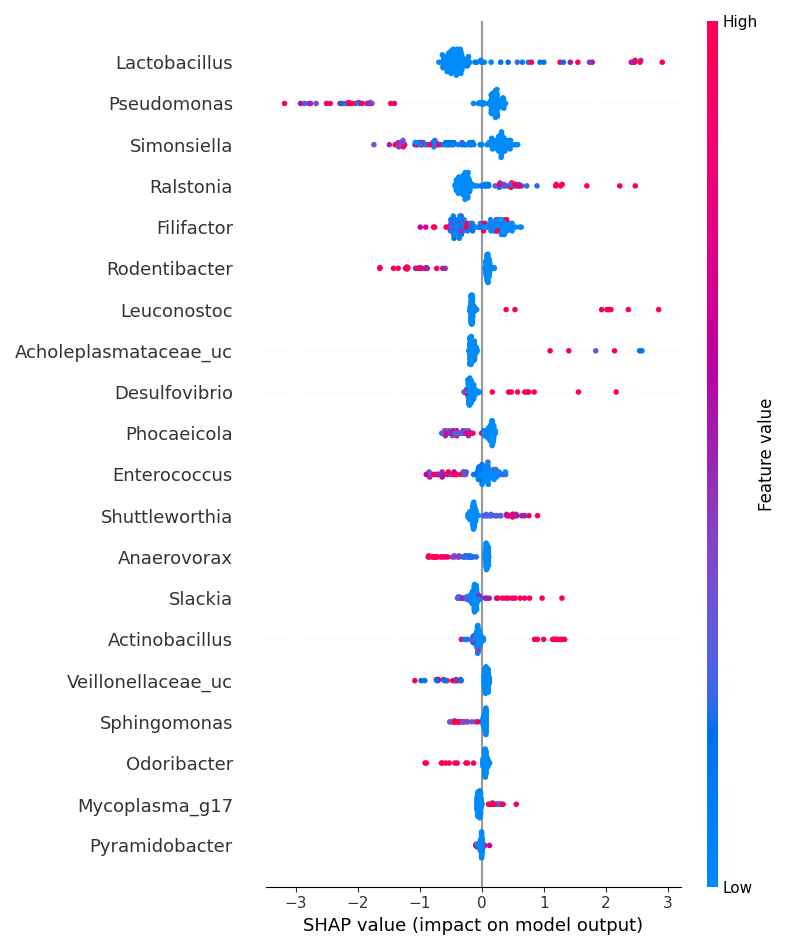 High
Lactobacillus
Pseudomonas
Simonsiella
Ralstonia
Filifactor
Rodentibacter
Leuconostoc
Acholeplasmataceae_uc
Desulfovibrio
Phocaeicola
Enterococcus
Shuttleworthia
Anaerovorax
Slackia
Actinobacillus
Veillonellaceae_uc
Sphingomonas
Odoribacter
Mycoplasma_g17
Pyramidobacter
Feature value
Low
−3 −2 −1 0 1 2 3
SHAP value (impact on model output)